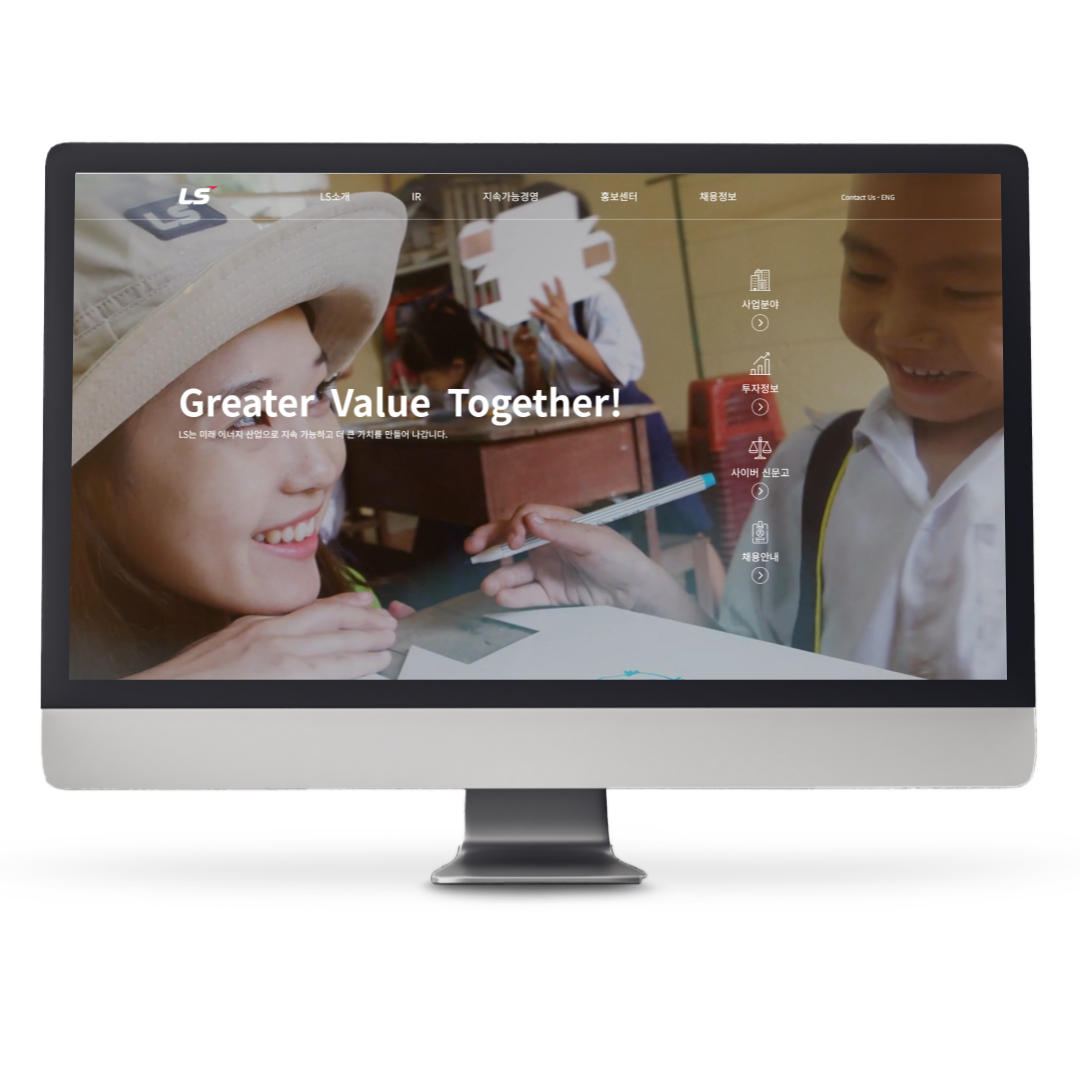 LS
LS
LS소개
IR
지속가능경영
홍보센터
채용정보
Contact Us - ENG
사업분야
투자정보
Greater Value Together!
LS는 미래 에너지 산업으로 지속 가능하고 더 큰 가치를 만들어 나갑니다.
사이버 신문고
채용안내